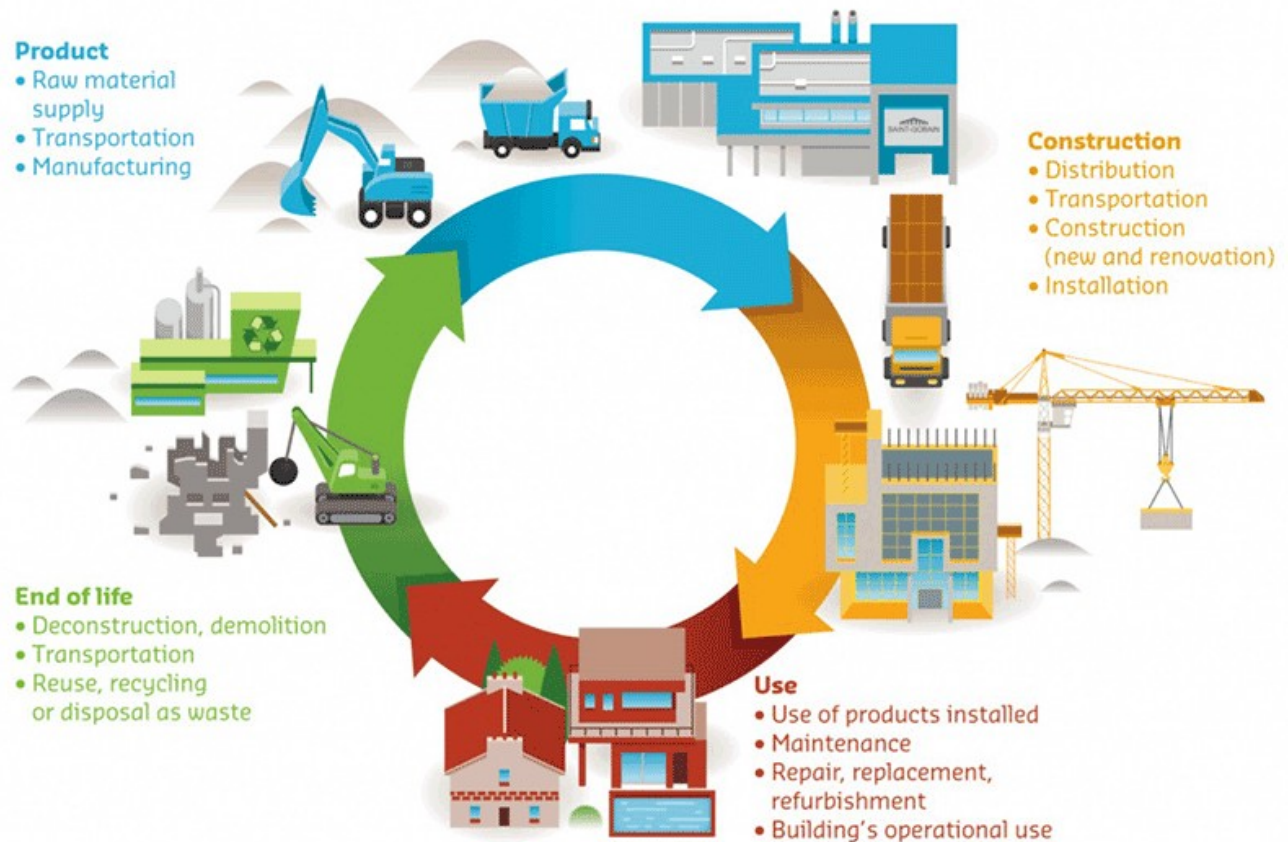 Product
• Raw material
supply
• Transportation
• Manufacturing
SAINT-GOBAIN
Construction
• Distribution
• Transportation
• Construction
(new and renovation)
• Installation
End of life
• Deconstruction, demolition
• Transportation
• Reuse, recycling
or disposal as waste
Use
• Use of products installed
• Maintenance
• Repair, replacement,
refurbishment
• Building's operational use